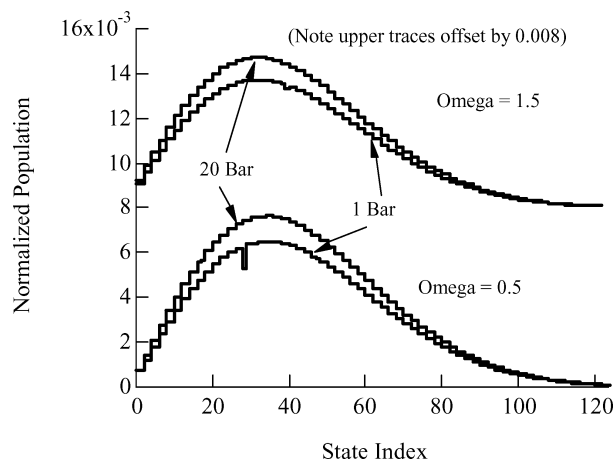 16x10-3
(Note upper traces offset by 0.008)
14
Omega = 1.5
12
10
20 Bar
1 Bar
8
6
Omega = 0.5
4
2
0
0 20 40 60 80 100 120
Normalized Population
State Index